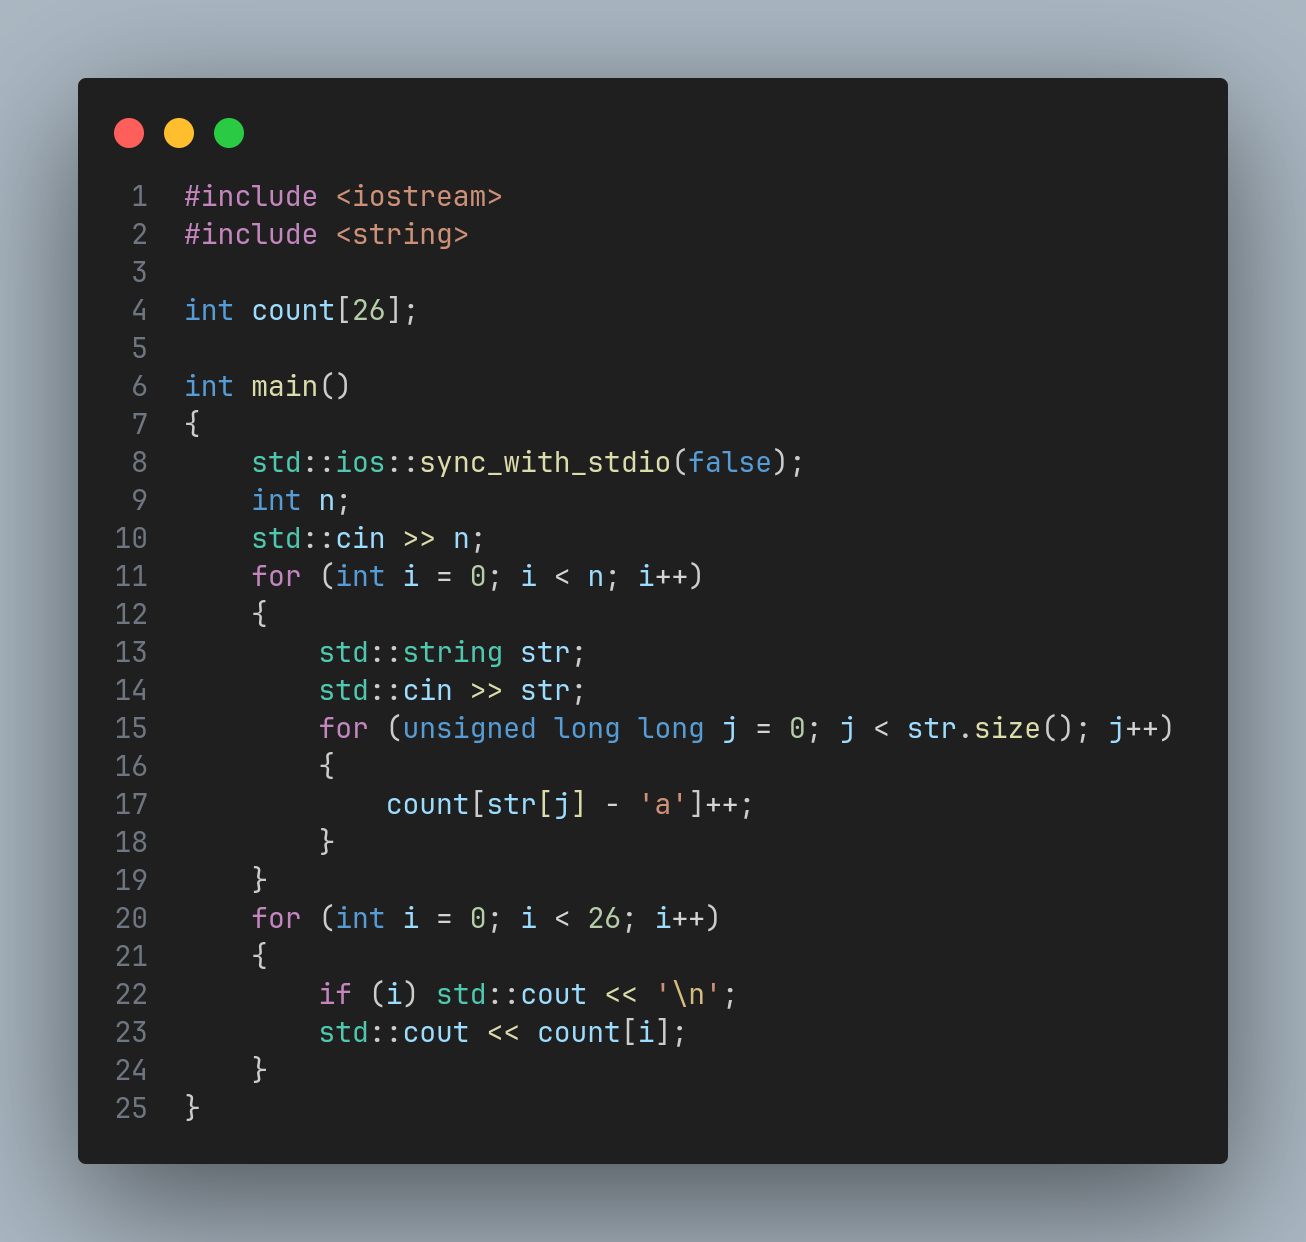 1 #include <iostream>
2 #include <string>
3
4 int count[26];
5
6 int main()
7 {
8     std::ios::sync_with_stdio(false);
9     int n;
10     std::cin >> n;
11     for (int i = 0; i < n; i++)
12     {
13         std::string str;
14         std::cin >> str;
15         for (unsigned long long j = 0; j < str.size(); j++)
16         {
17             count[str[j] - 'a']++;
18         }
19     }
20     for (int i = 0; i < 26; i++)
21     {
22         if (i) std::cout << '\n';
23         std::cout << count[i];
24     }
25 }